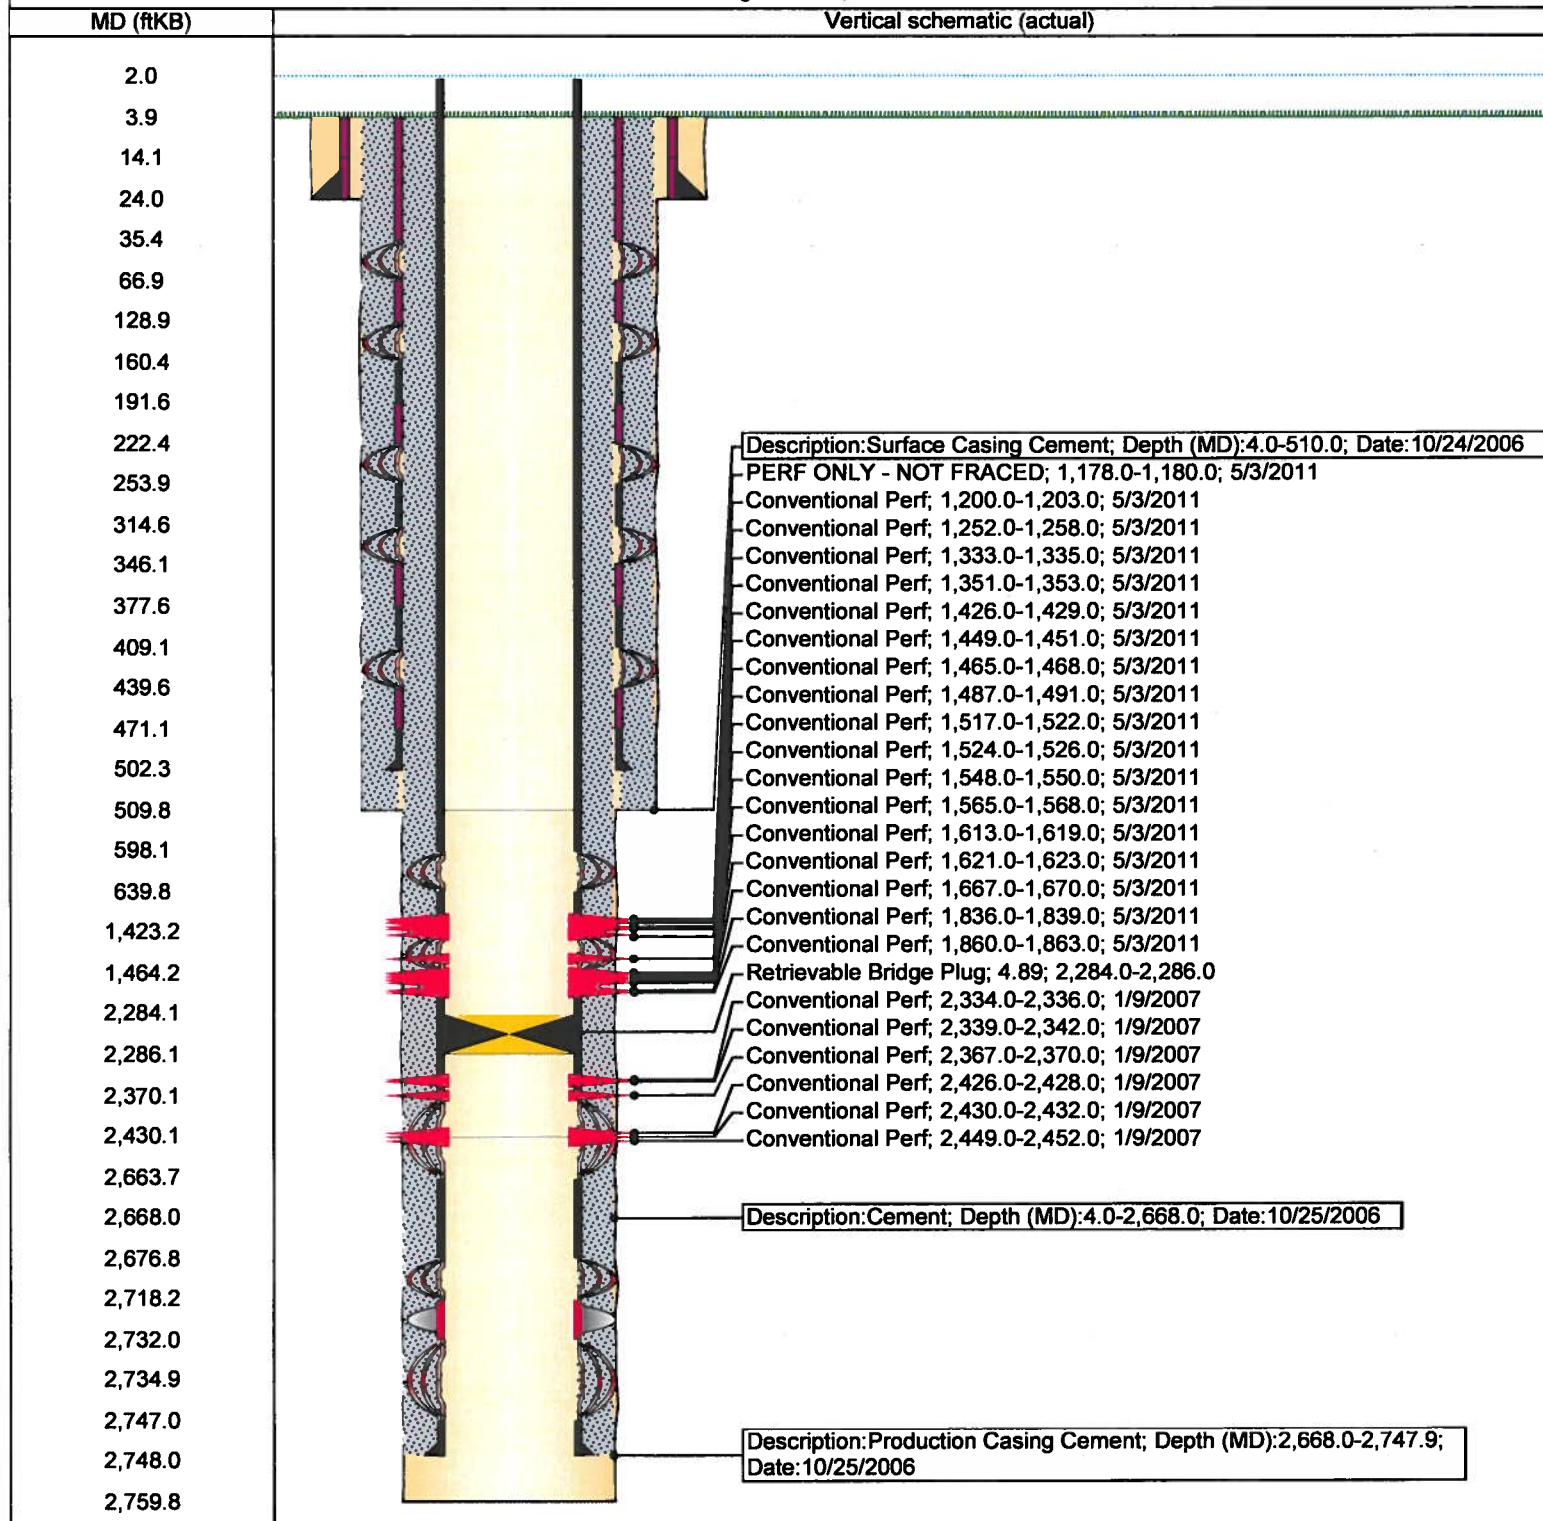 MD (ftKB)
Vertical schematic (actual)
2.0
3.9
14.1
24.0
35.4
66.9
128.9
160.4
191.6
222.4
253.9
314.6
346.1
377.6
409.1
439.6
471.1
502.3
509.8
598.1
639.8
1,423.2
1,464.2
2,284.1
2,286.1
2,370.1
2,430.1
2,663.7
2,668.0
2,676.8
2,718.2
2,732.0
2,734.9
2,747.0
2,748.0
2,759.8
Description:Surface Casing Cement; Depth (MD):4.0-510.0; Date:10/24/2006
PERF ONLY - NOT FRACED; 1,178.0-1,180.0; 5/3/2011
Conventional Perf; 1,200.0-1,203.0; 5/3/2011
Conventional Perf; 1,252.0-1,258.0; 5/3/2011
Conventional Perf; 1,333.0-1,335.0; 5/3/2011
Conventional Perf; 1,351.0-1,353.0; 5/3/2011
Conventional Perf; 1,426.0-1,429.0; 5/3/2011
Conventional Perf; 1,449.0-1,451.0; 5/3/2011
Conventional Perf; 1,465.0-1,468.0; 5/3/2011
Conventional Perf; 1,487.0-1,491.0; 5/3/2011
Conventional Perf; 1,517.0-1,522.0; 5/3/2011
Conventional Perf; 1,524.0-1,526.0; 5/3/2011
Conventional Perf; 1,548.0-1,550.0; 5/3/2011
Conventional Perf; 1,565.0-1,568.0; 5/3/2011
Conventional Perf; 1,613.0-1,619.0; 5/3/2011
Conventional Perf; 1,621.0-1,623.0; 5/3/2011
Conventional Perf; 1,667.0-1,670.0; 5/3/2011
Conventional Perf; 1,836.0-1,839.0; 5/3/2011
Conventional Perf; 1,860.0-1,863.0; 5/3/2011
Retrievable Bridge Plug; 4.89; 2,284.0-2,286.0
Conventional Perf; 2,334.0-2,336.0; 1/9/2007
Conventional Perf; 2,339.0-2,342.0; 1/9/2007
Conventional Perf; 2,367.0-2,370.0; 1/9/2007
Conventional Perf; 2,426.0-2,428.0; 1/9/2007
Conventional Perf; 2,430.0-2,432.0; 1/9/2007
Conventional Perf; 2,449.0-2,452.0; 1/9/2007
Description:Cement; Depth (MD):4.0-2,668.0; Date:10/25/2006
Description:Production Casing Cement; Depth (MD):2,668.0-2,747.9;
Date:10/25/2006